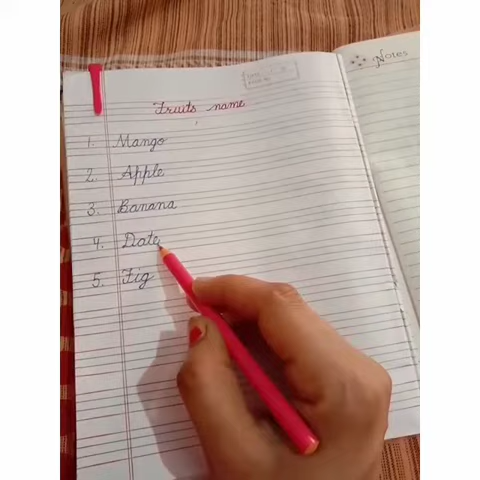 Notes
Fruits name
1. Mango
2. Apple
3. Banana
4. Date
5. Fig